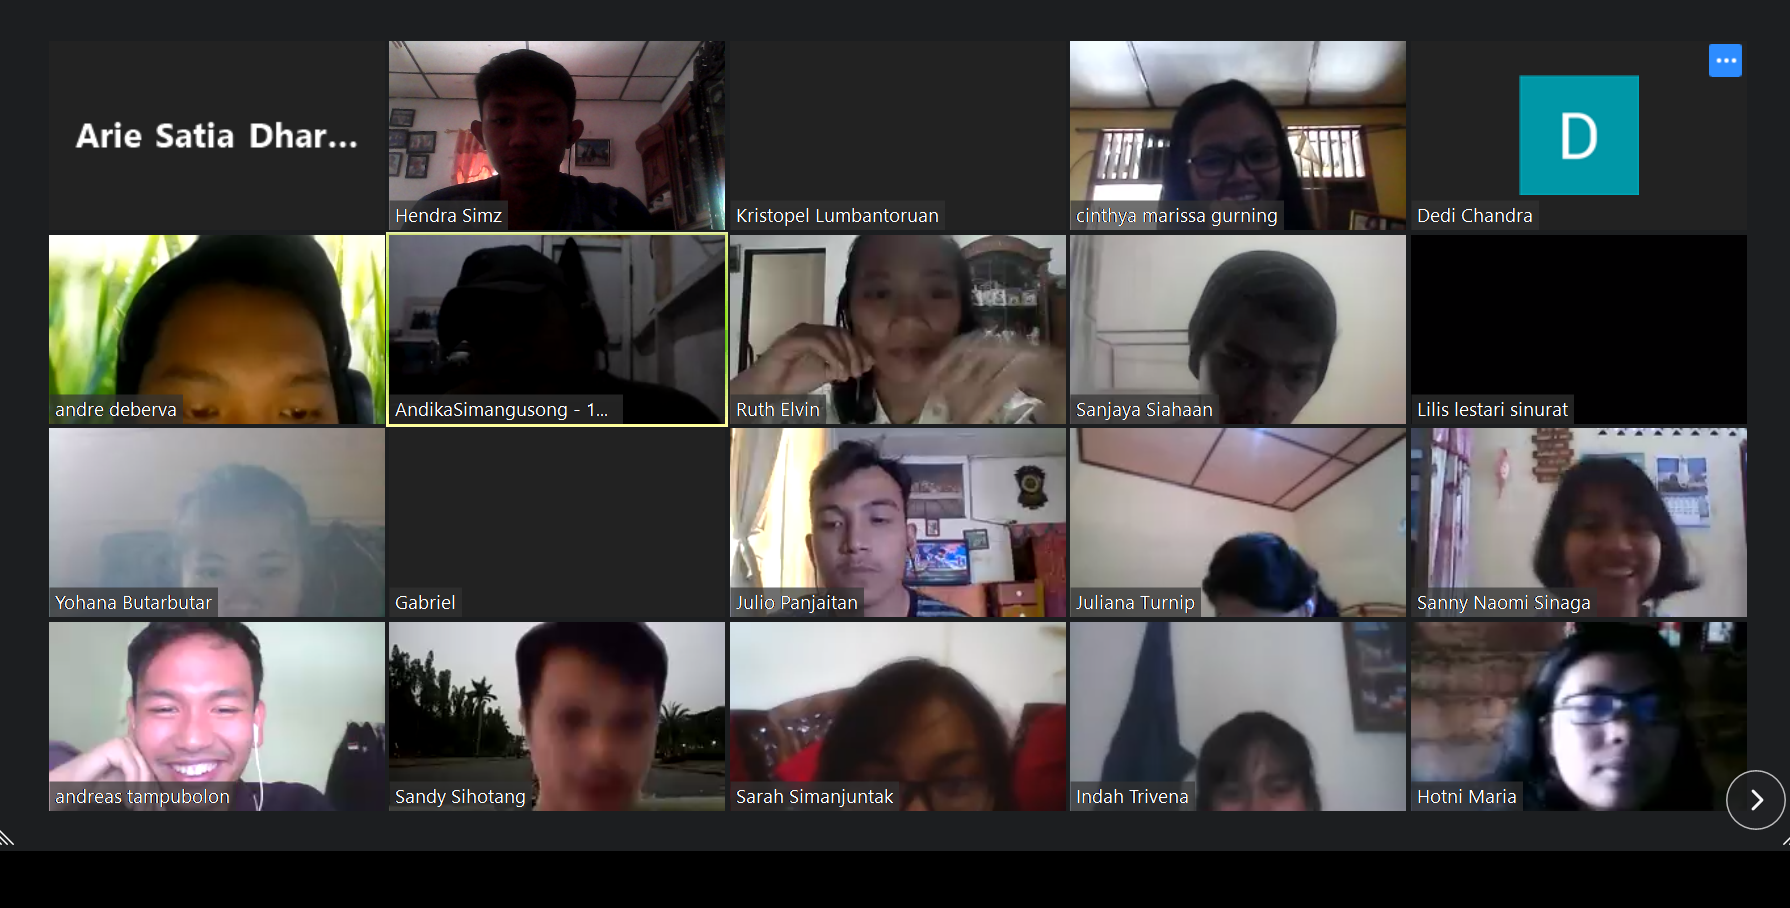 Arie Satia Dhar...
Hendra Simz
Kristopel Lumbantoruan
cinthya marissa gurning
D
Dedi Chandra
andre deberva
AndikaSimangusong - 1...
Ruth Elvin
Sanjaya Siahaan
Lilis lestari sinurat
Yohana Butarbutar
Gabriel
Julio Panjaitan
Juliana Turnip
Sanny Naomi Sinaga
andreas tampubolon
Sandy Sihotang
Sarah Simanjuntak
Indah Trivena
Hotni Maria